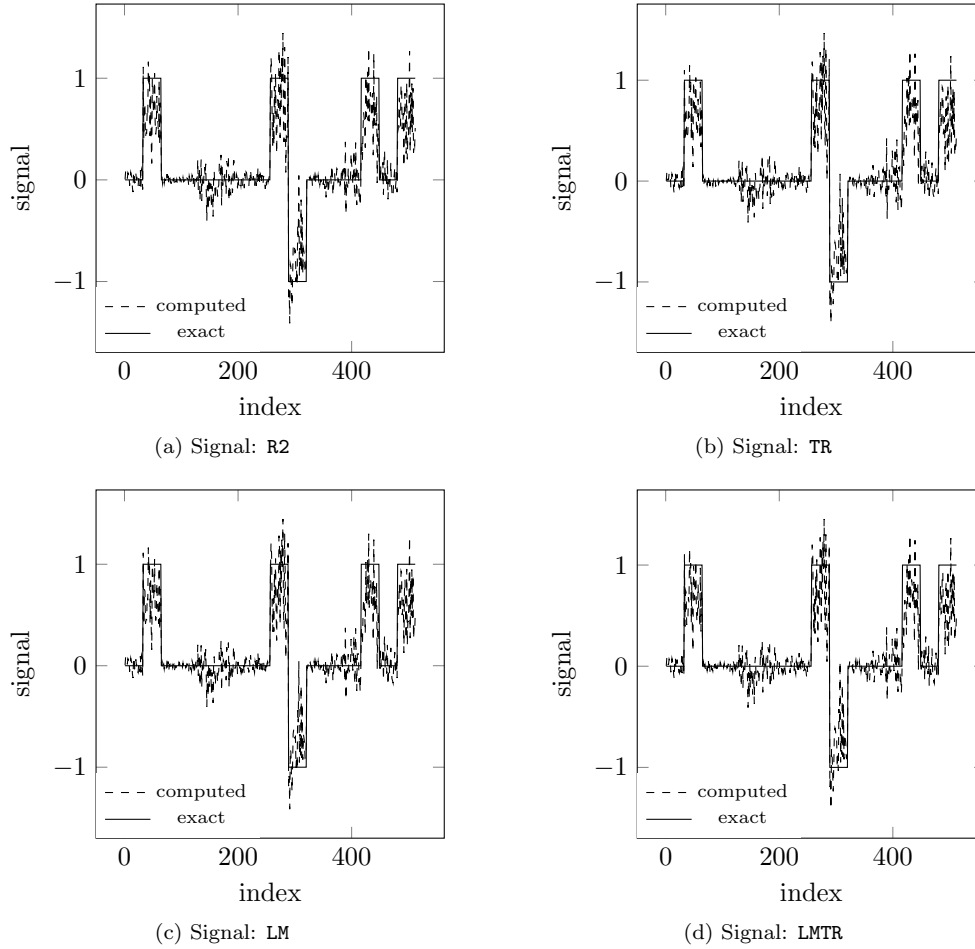 1
0
−1
signal
computed
exact
0 200 400
index
(a) Signal: R2
1
0
−1
signal
computed
exact
0 200 400
index
(b) Signal: TR
1
0
−1
signal
computed
exact
0 200 400
index
(c) Signal: LM
1
0
−1
signal
computed
exact
0 200 400
index
(d) Signal: LMTR